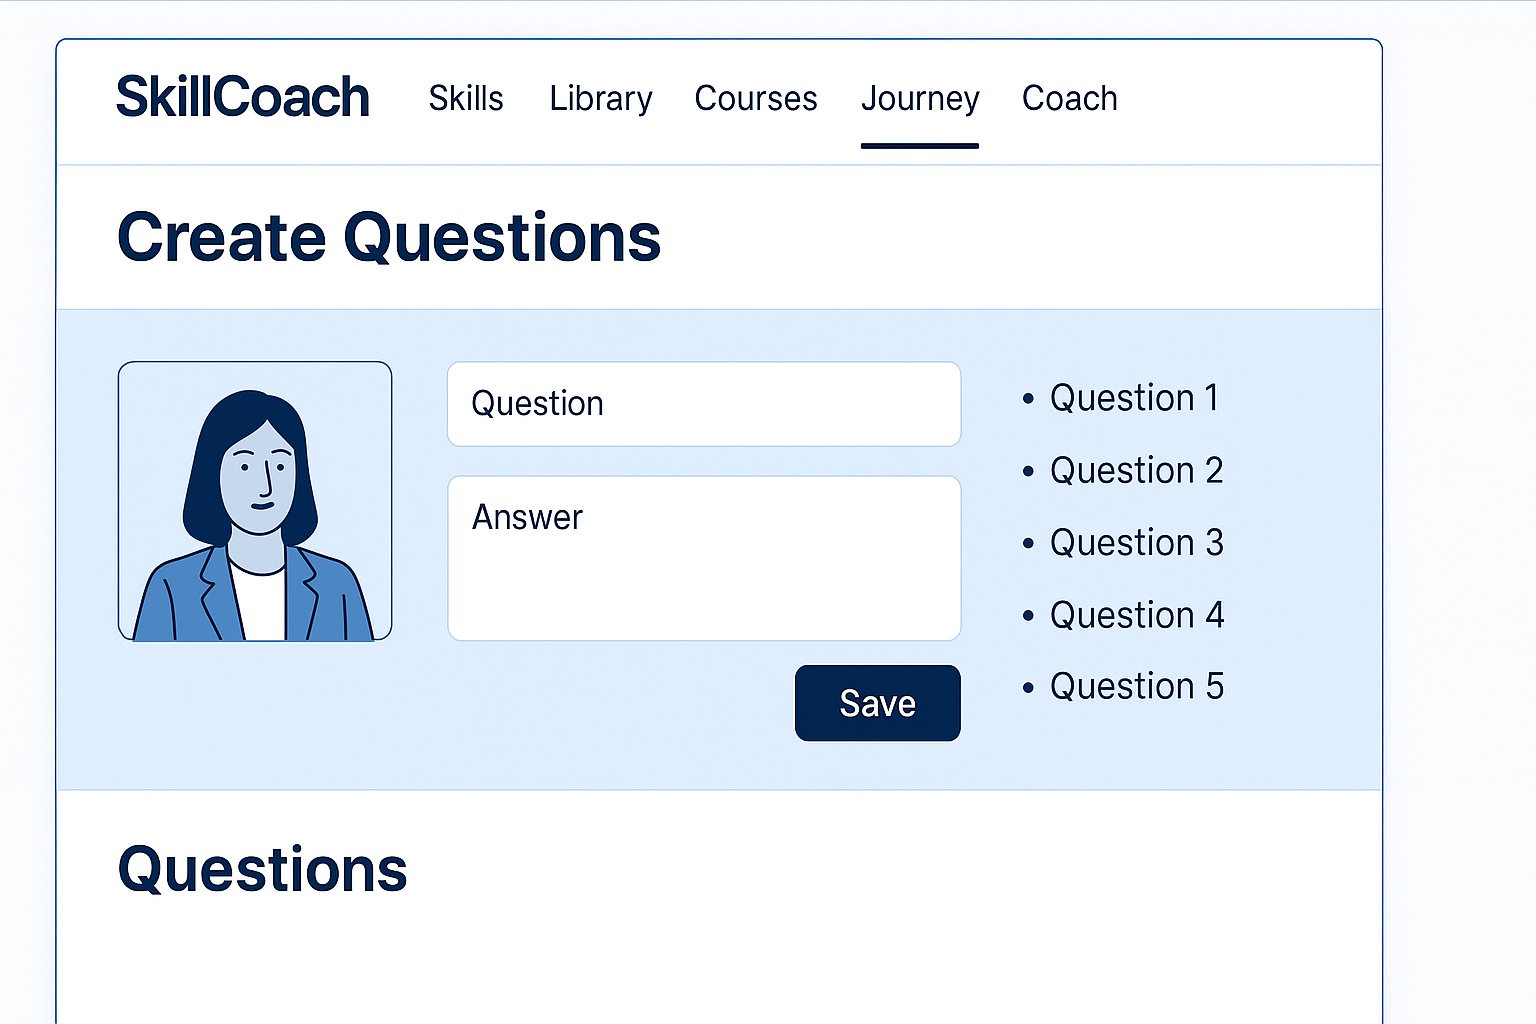 SkillCoach Skills Library Courses Journey Coach
Create Questions
Question
Answer
Save
• Question 1
• Question 2
• Question 3
• Question 4
• Question 5
Questions